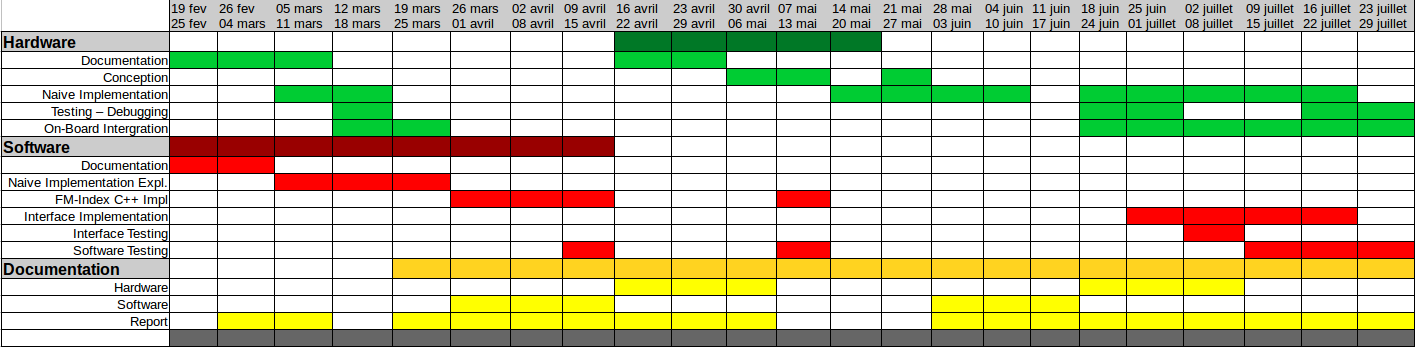 19 fev 26 fev 05 mars 12 mars 19 mars 26 mars 02 avril 09 avril 16 avril 23 avril 30 avril 07 mai 14 mai 21 mai 28 mai 04 juin 11 juin 18 juin 25 juin 02 juillet 09 juillet 16 juillet 23 juillet
25 fev 04 mars 11 mars 18 mars 25 mars 01 avril 08 avril 15 avril 22 avril 29 avril 06 mai 13 mai 20 mai 27 mai 03 juin 10 juin 17 juin 24 juin 01 juillet 08 juillet 15 juillet 22 juillet 29 juillet
Hardware
Documentation
Conception
Naive Implementation
Testing – Debugging
On-Board Intergration
Software
Documentation
Naive Implementation Expl.
FM-Index C++ Impl
Interface Implementation
Interface Testing
Software Testing
Documentation
Hardware
Software
Report